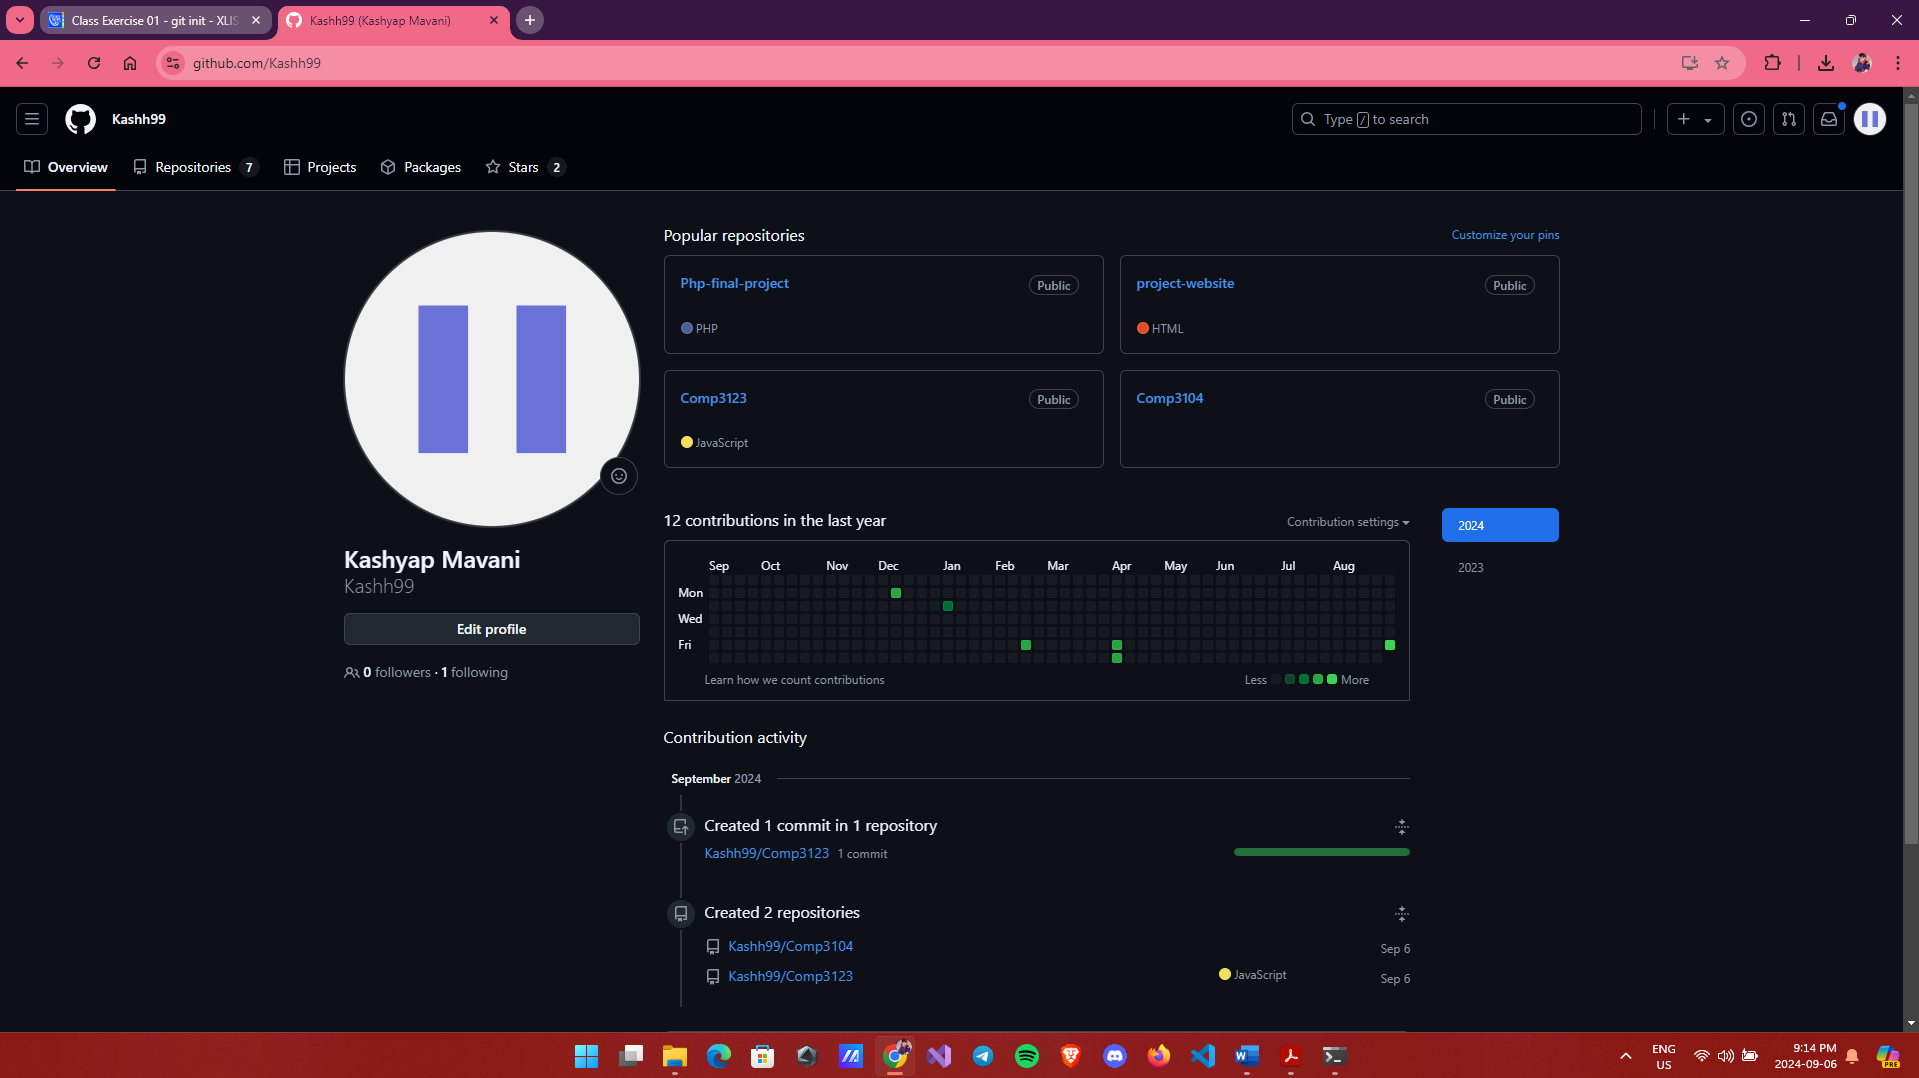 Class Exercise 01 - git init - XLIS
Kashh99 (Kashyap Mavani)
github.com/Kashh99
Kashh99
Type / to search
Overview
Repositories 7
Projects
Packages
Stars 2
Popular repositories
Customize your pins
Php-final-project
Public
PHP
project-website
Public
HTML
Comp3123
Public
JavaScript
Comp3104
Public
Kashyap Mavani
Kashh99
Edit profile
0 followers · 1 following
12 contributions in the last year
Contribution settings
2024
2023
Sep Oct Nov Dec Jan Feb Mar Apr May Jun Jul Aug
Mon
Wed
Fri
Learn how we count contributions
Less
More
Contribution activity
September 2024
Created 1 commit in 1 repository
Kashh99/Comp3123 1 commit
Created 2 repositories
Kashh99/Comp3104
Sep 6
Kashh99/Comp3123
JavaScript
Sep 6
ENG
US
9:14 PM
2024-09-06
PRE